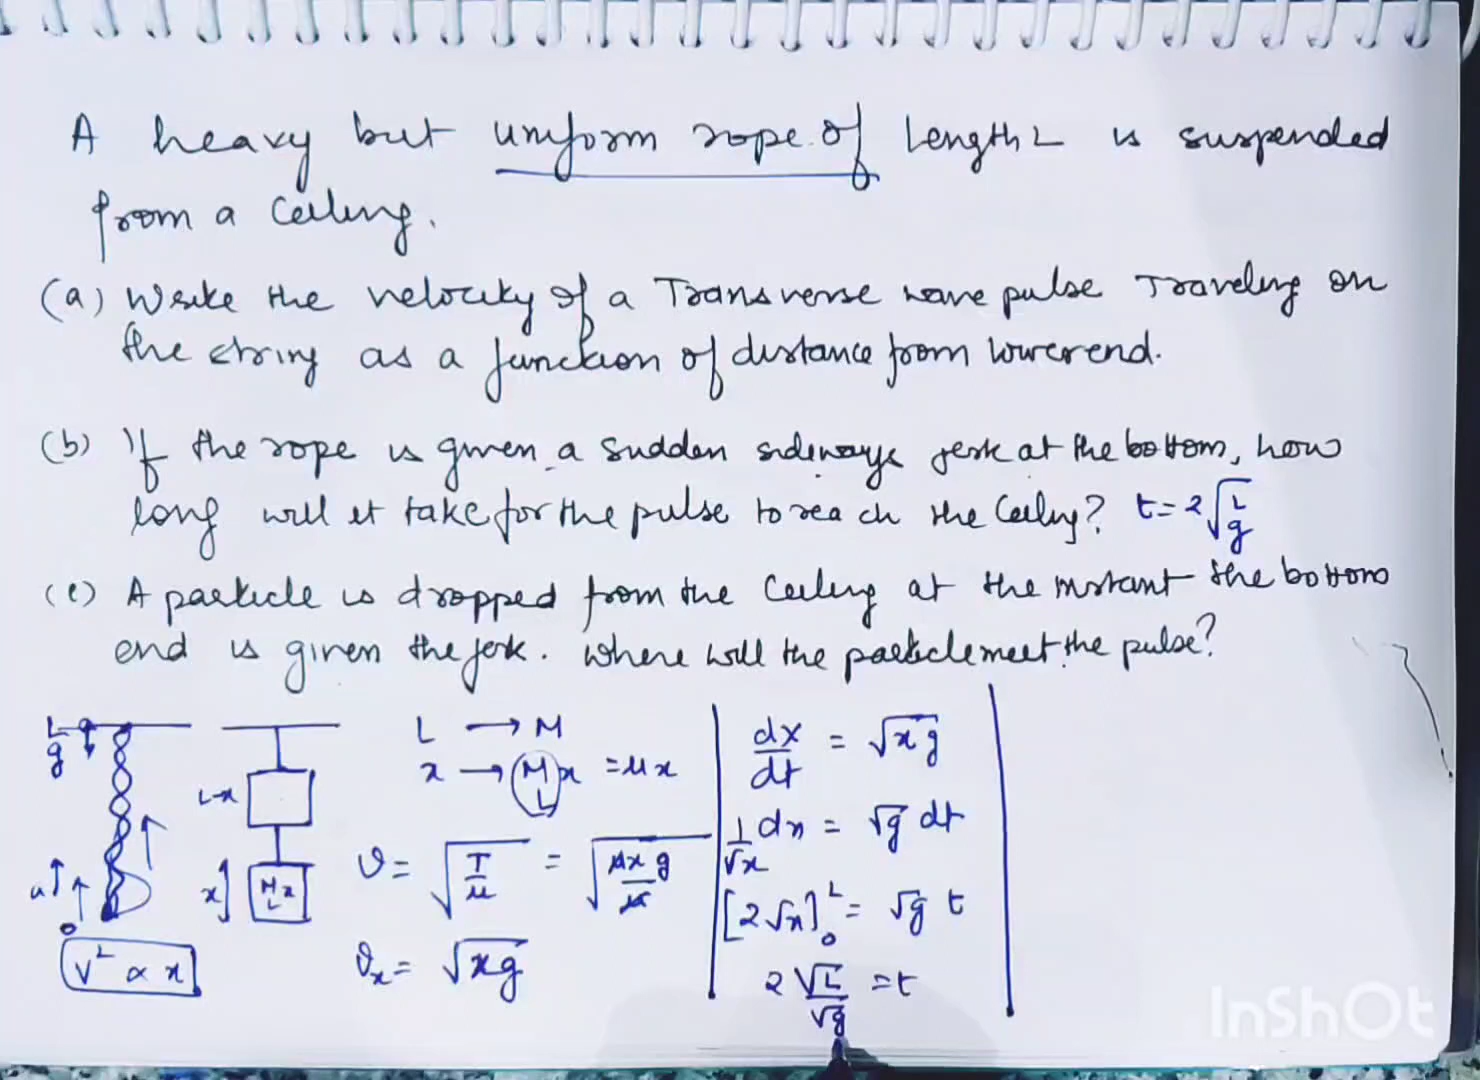 A heavy but uniform rope of Length L is suspended
from a Ceiling.
(a) Write the velocity of a Transverse wave pulse Traveling on
the string as a function of distance from lower end.
(b) If the rope is given a sudden sideways jerk at the bottom, how
long will it take for the pulse to reach the Ceiling? t = 2√(L/g)
(c) A particle is dropped from the Ceiling at the instant the bottom
end is given the jerk. Where will the particle meet the pulse?
L → M
x → (M/L)x = μx
v = √(T/μ) = √(μxg/μ)
vₓ = √xg
g
L-x
x
M/L x
a
0
v² ∝ x
dx/dt = √xg
1/√x dx = √g dt
[2√x]₀ᴸ = √g t
2√L/√g = t
InShOt